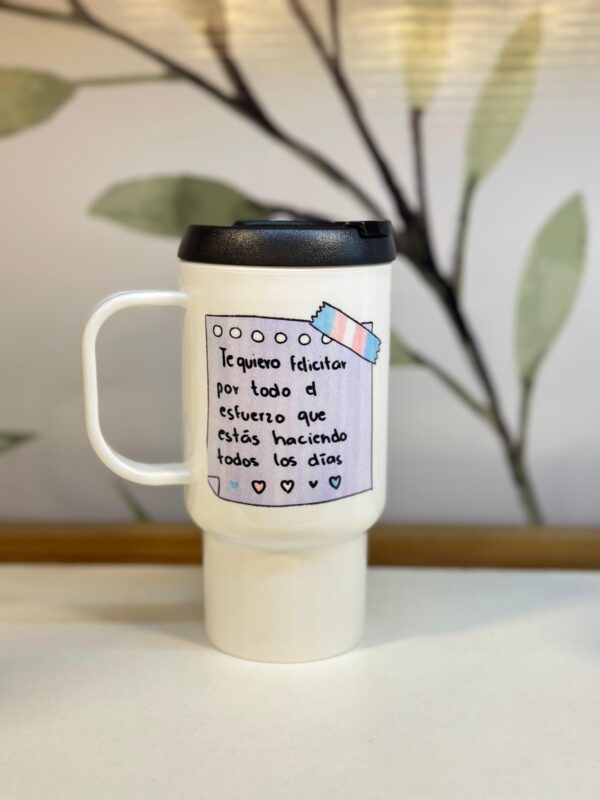 Te quiero felicitar
por todo el
esfuerzo que
estás haciendo
todos los días